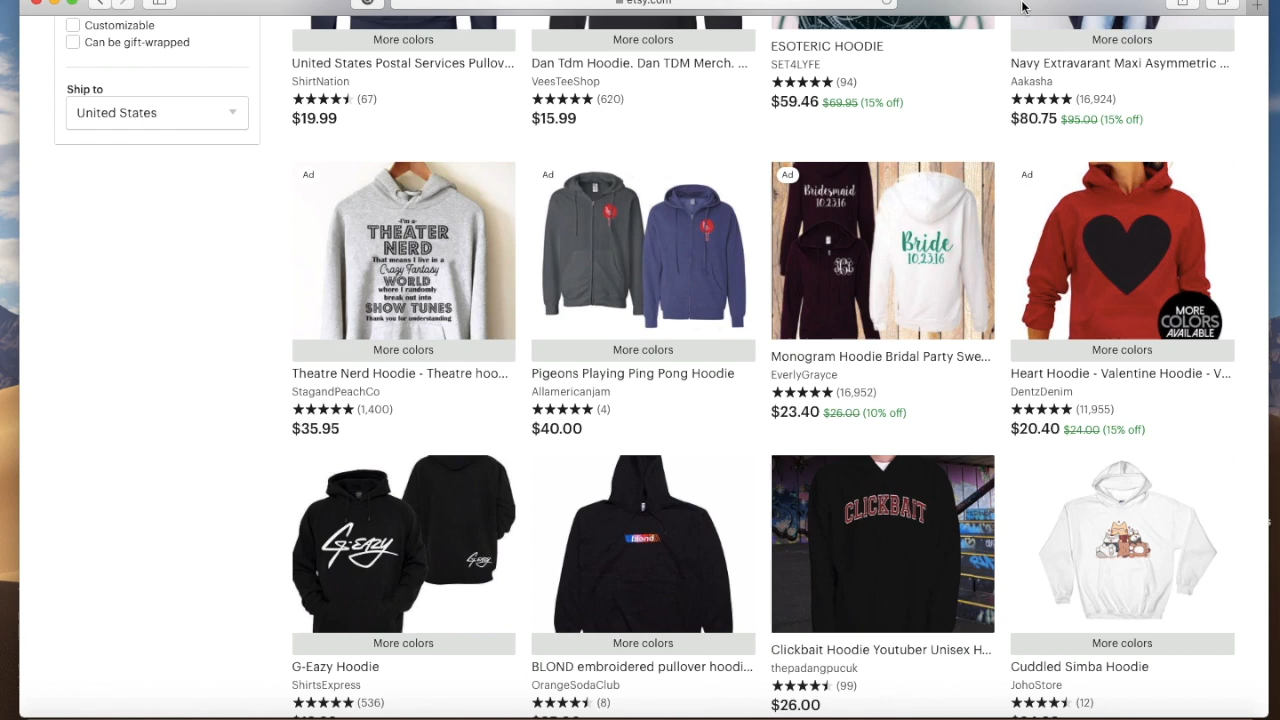 etsy.com
Customizable
Can be gift-wrapped
Ship to
United States
More colors
United States Postal Services Pullov...
ShirtNation
(67)
$19.99
More colors
Dan Tdm Hoodie. Dan TDM Merch. ...
VeesTeeShop
(620)
$15.99
ESOTERIC HOODIE
SET4LYFE
(94)
$59.46 $69.95 (15% off)
More colors
Navy Extravarant Maxi Asymmetric ...
Aakasha
(16,924)
$80.75 $95.00 (15% off)
Ad
-I'm a-
THEATER
NERD
That means I live in a
Crazy Fantasy
WORLD
where I randomly
break out into
SHOW TUNES
Thank you for understanding
More colors
Theatre Nerd Hoodie - Theatre hoo...
StagandPeachCo
(1,400)
$35.95
Ad
More colors
Pigeons Playing Ping Pong Hoodie
Allamericanjam
(4)
$40.00
Ad
Bridesmaid
10.23.16
Bride
10.23.16
Monogram Hoodie Bridal Party Swe...
EverlyGrayce
(16,952)
$23.40 $26.00 (10% off)
Ad
MORE
COLORS
AVAILABLE
More colors
Heart Hoodie - Valentine Hoodie - V...
DentzDenim
(11,955)
$20.40 $24.00 (15% off)
G-EAZY
G-EAZY
More colors
G-Eazy Hoodie
ShirtsExpress
(536)
blond
More colors
BLOND embroidered pullover hoodi...
OrangeSodaClub
(8)
CLICKBAIT
Clickbait Hoodie Youtuber Unisex H...
thepadangpucuk
(99)
$26.00
More colors
Cuddled Simba Hoodie
JohoStore
(12)